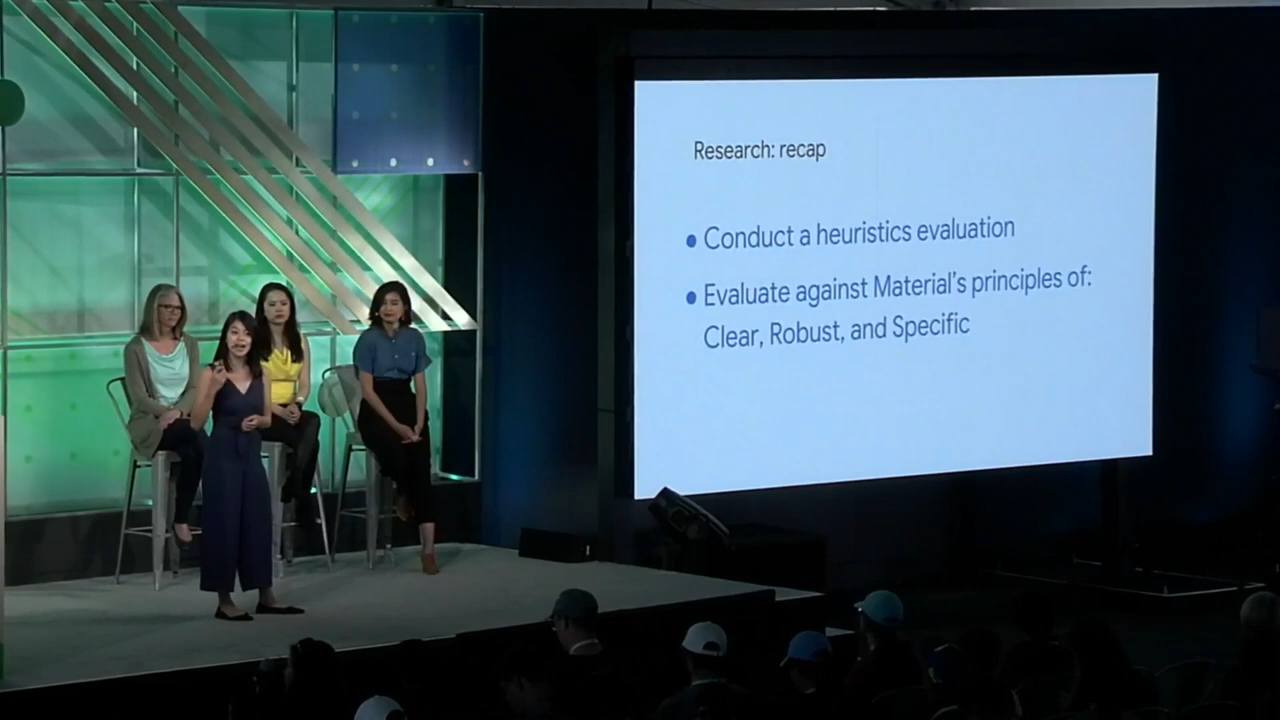 Research: recap
● Conduct a heuristics evaluation
● Evaluate against Material's principles of:
Clear, Robust, and Specific